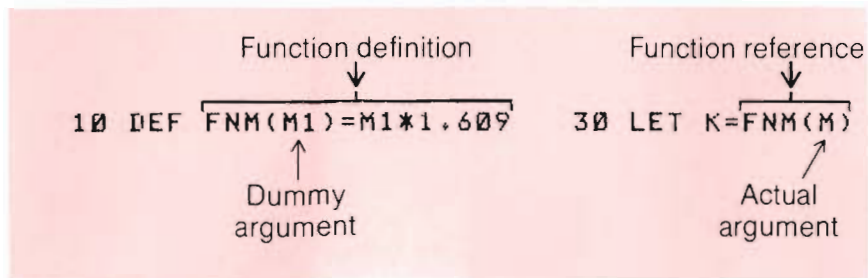 Function definition
Function reference
10 DEF FNM(M1)=M1*1.609
30 LET K=FNM(M)
Dummy
argument
Actual
argument